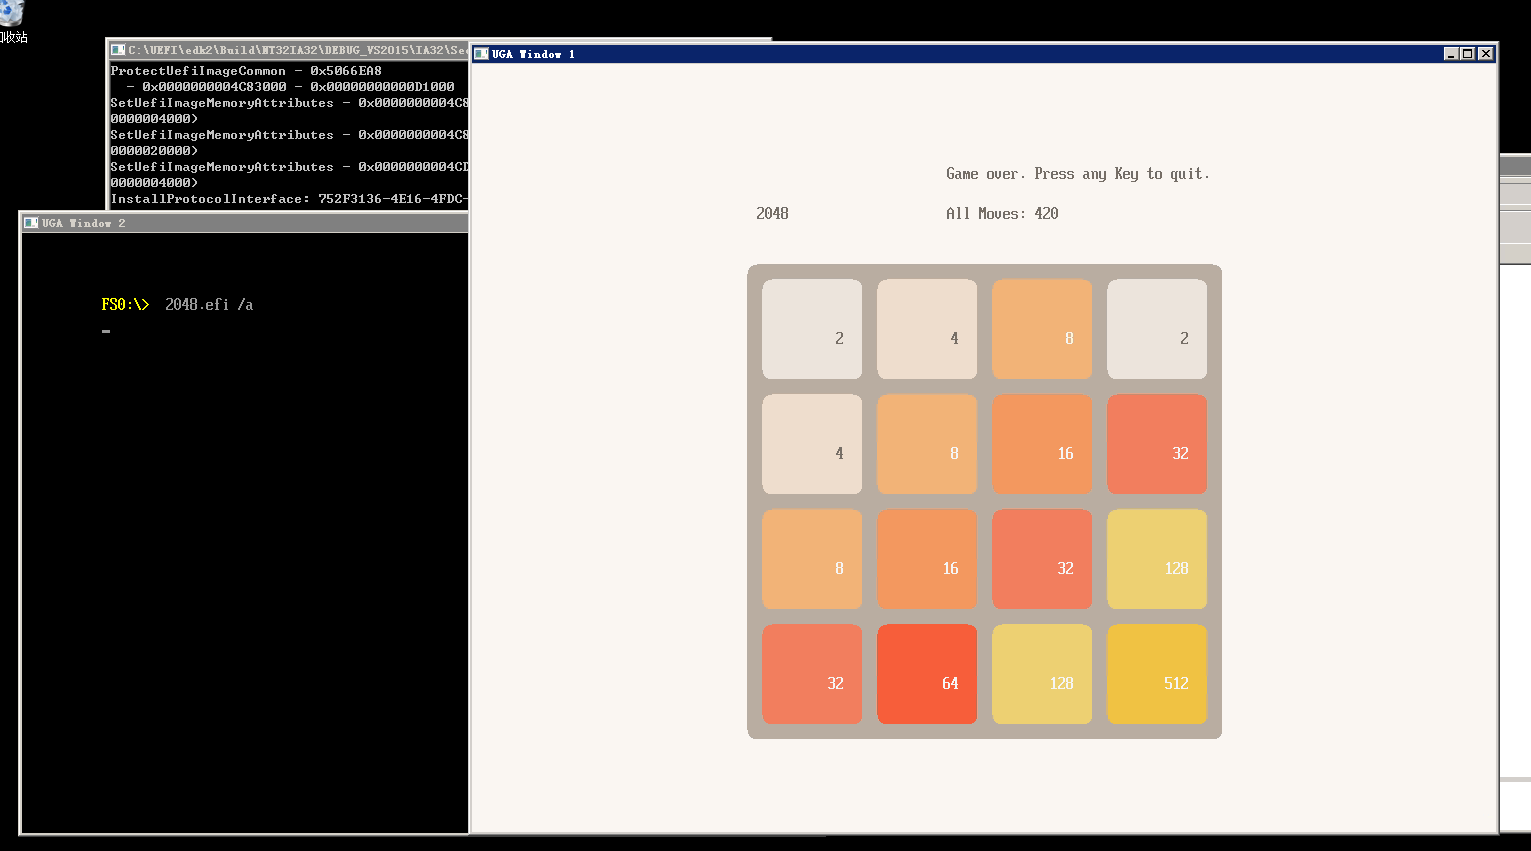 回收站
C:\UEFI\edk2\Build\NT32IA32\DEBUG_VS2015\IA32\Sec
ProtectUefiImageCommon - 0x5066EA8
- 0x0000000004C83000 - 0x00000000000D1000
SetUefiImageMemoryAttributes - 0x0000000004C8
0000004000)
SetUefiImageMemoryAttributes - 0x0000000004C8
0000020000)
SetUefiImageMemoryAttributes - 0x0000000004CD
0000004000)
InstallProtocolInterface: 752F3136-4E16-4FDC-
UGA Window 2
FS0:\> 2048.efi /a
UGA Window 1
Game over. Press any Key to quit.
2048 All Moves: 420
2 4 8 2
4 8 16 32
8 16 32 128
32 64 128 512